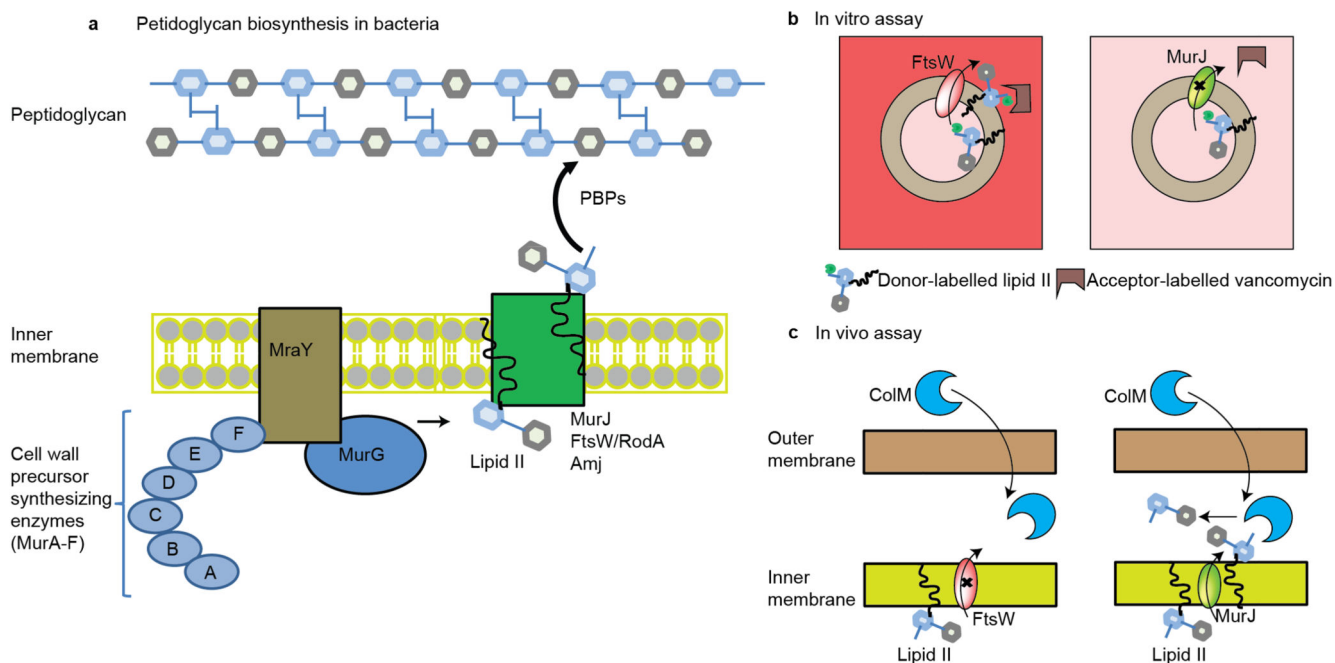 a Petidoglycan biosynthesis in bacteria
Peptidoglycan
PBPs
Inner
membrane
MraY
MurG
F
E
D
C
B
A
Cell wall
precursor
synthesizing
enzymes
(MurA-F)
Lipid II
MurJ
FtsW/RodA
Amj
b In vitro assay
FtsW
MurJ
Donor-labelled lipid II
Acceptor-labelled vancomycin
c In vivo assay
ColM
ColM
Outer
membrane
Inner
membrane
FtsW
MurJ
Lipid II
Lipid II